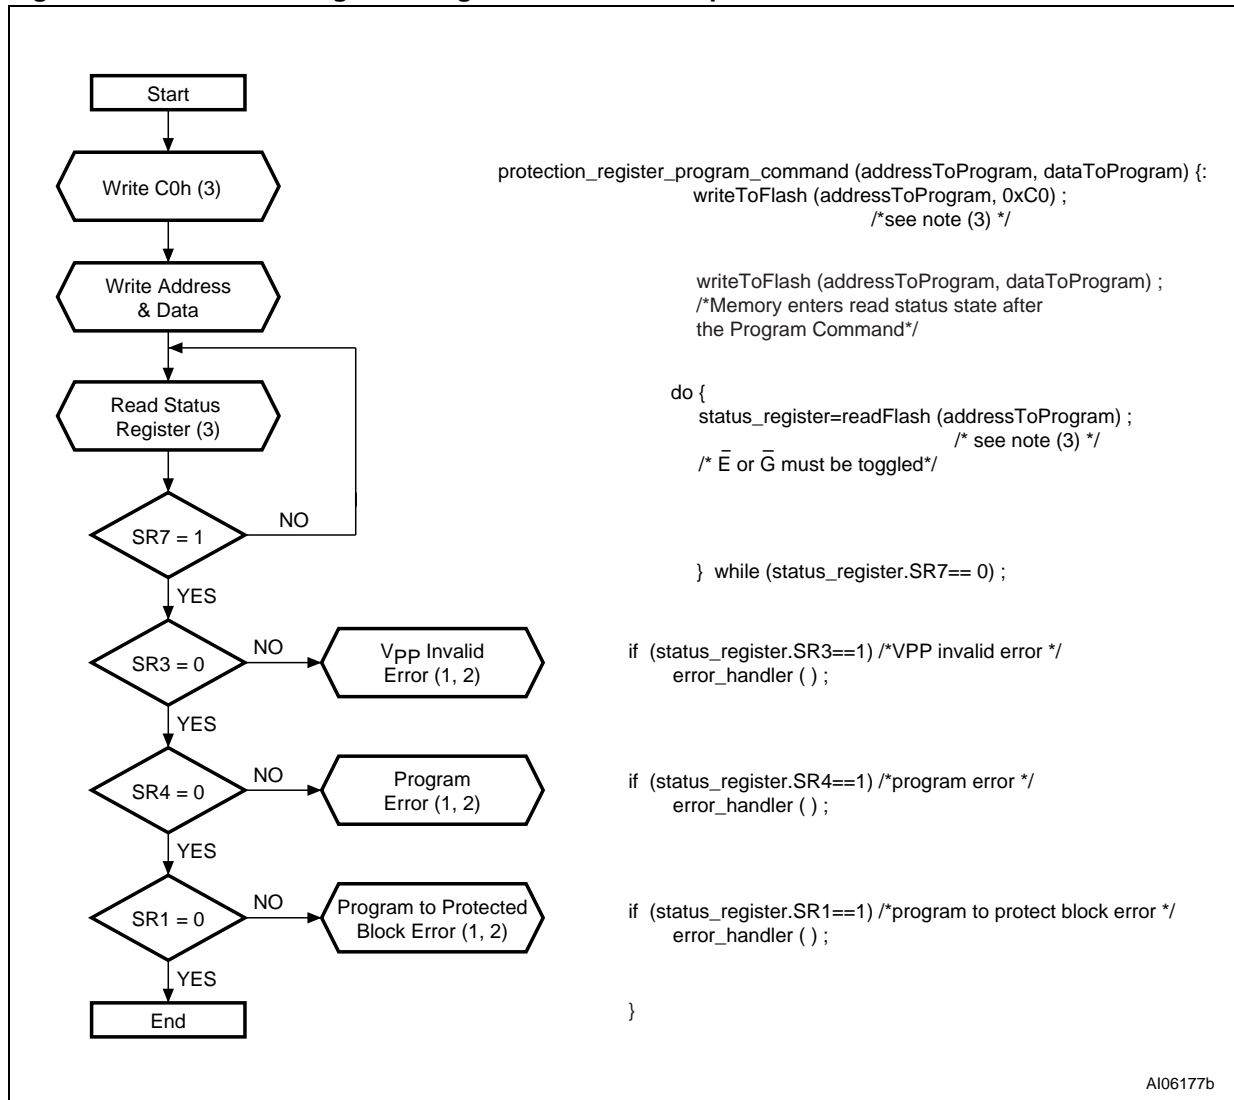 Start
Write C0h (3)
protection_register_program_command (addressToProgram, dataToProgram) {:
writeToFlash (addressToProgram, 0xC0) ;
/*see note (3) */
Write Address
& Data
writeToFlash (addressToProgram, dataToProgram) ;
/*Memory enters read status state after
the Program Command*/
Read Status
Register (3)
do {
status_register=readFlash (addressToProgram) ;
/* see note (3) */
/* E̅ or G̅ must be toggled*/
SR7 = 1
NO
} while (status_register.SR7== 0) ;
YES
SR3 = 0
NO
VPP Invalid
Error (1, 2)
if (status_register.SR3==1) /*VPP invalid error */
error_handler ( ) ;
YES
SR4 = 0
NO
Program
Error (1, 2)
if (status_register.SR4==1) /*program error */
error_handler ( ) ;
YES
SR1 = 0
NO
Program to Protected
Block Error (1, 2)
if (status_register.SR1==1) /*program to protect block error */
error_handler ( ) ;
YES
End
}
AI06177b